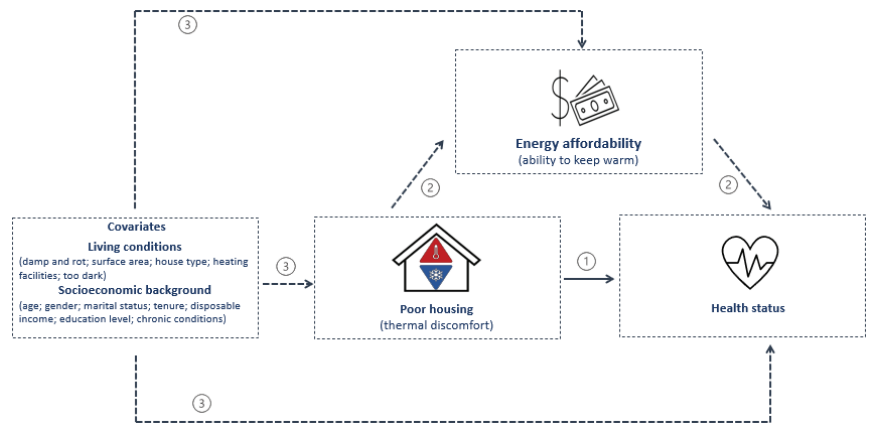 3
Energy affordability
(ability to keep warm)
2
2
Covariates
Living conditions
(damp and rot; surface area; house type; heating
facilities; too dark)
Socioeconomic background
(age; gender; marital status; tenure; disposable
income; education level; chronic conditions)
3
Poor housing
(thermal discomfort)
1
Health status
3